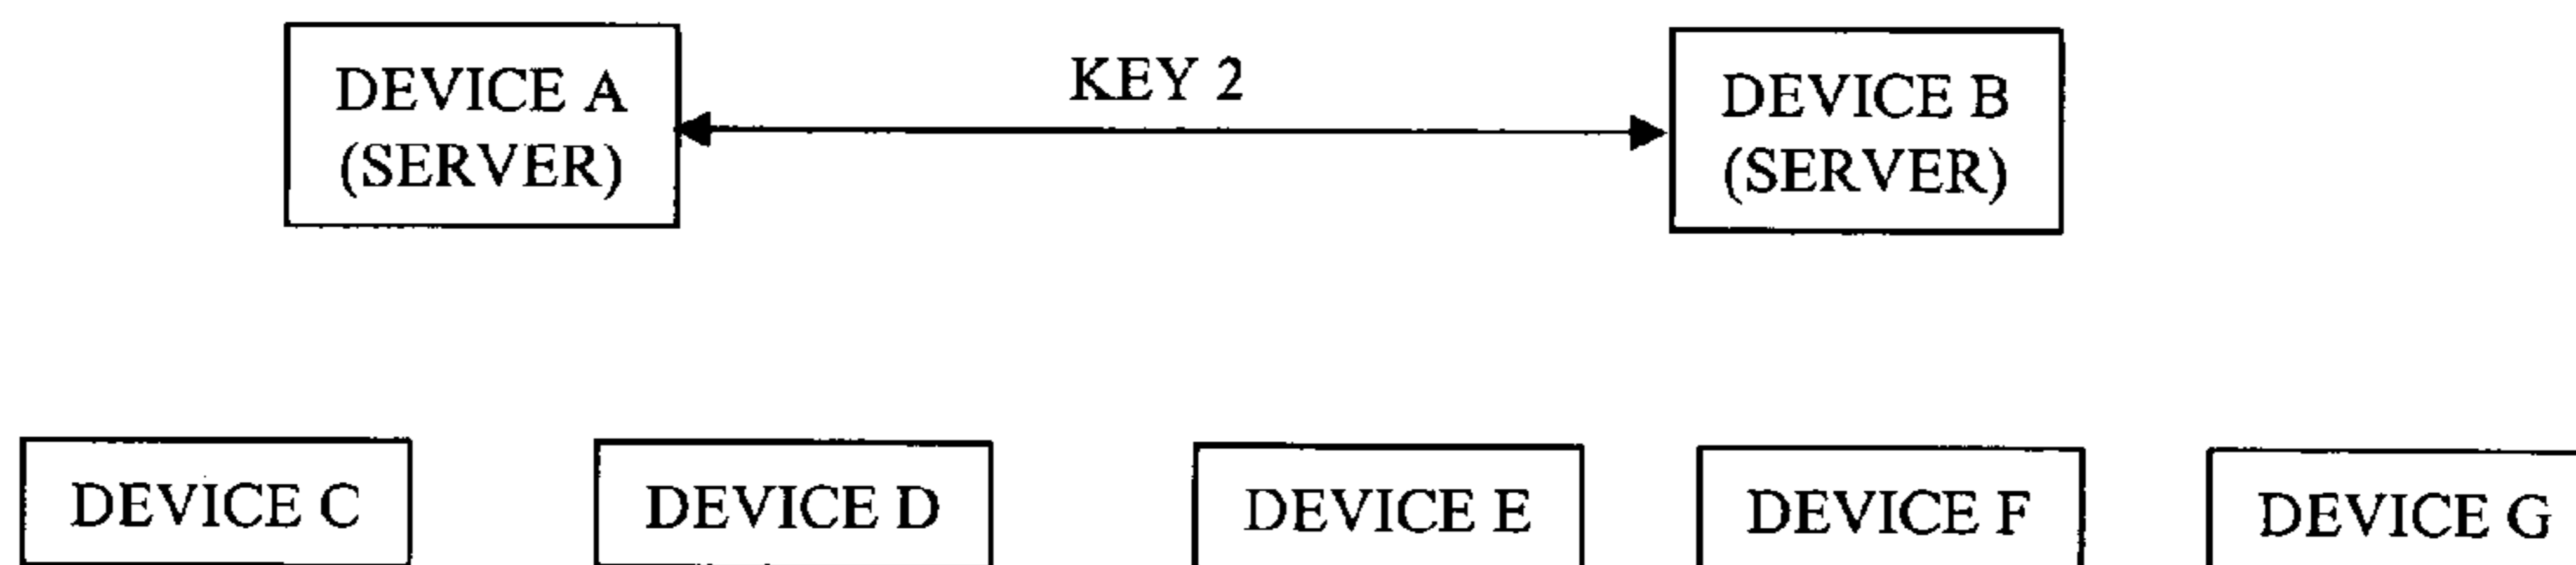 DEVICE A
(SERVER)
KEY 2
DEVICE B
(SERVER)
DEVICE C
DEVICE D
DEVICE E
DEVICE F
DEVICE G